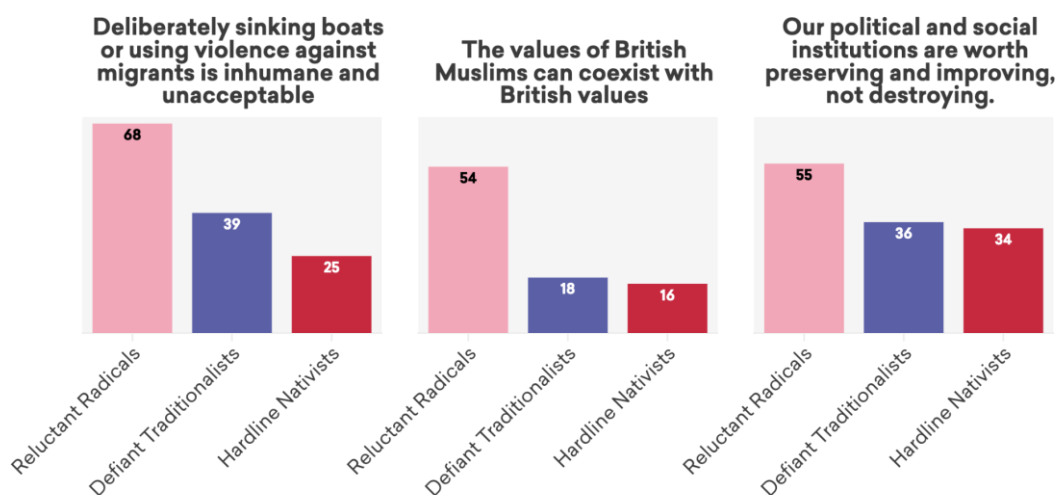 Deliberately sinking boats
or using violence against
migrants is inhumane and
unacceptable
68
39
25
Reluctant Radicals
Defiant Traditionalists
Hardline Nativists
The values of British
Muslims can coexist with
British values
54
18
16
Reluctant Radicals
Defiant Traditionalists
Hardline Nativists
Our political and social
institutions are worth
preserving and improving,
not destroying.
55
36
34
Reluctant Radicals
Defiant Traditionalists
Hardline Nativists